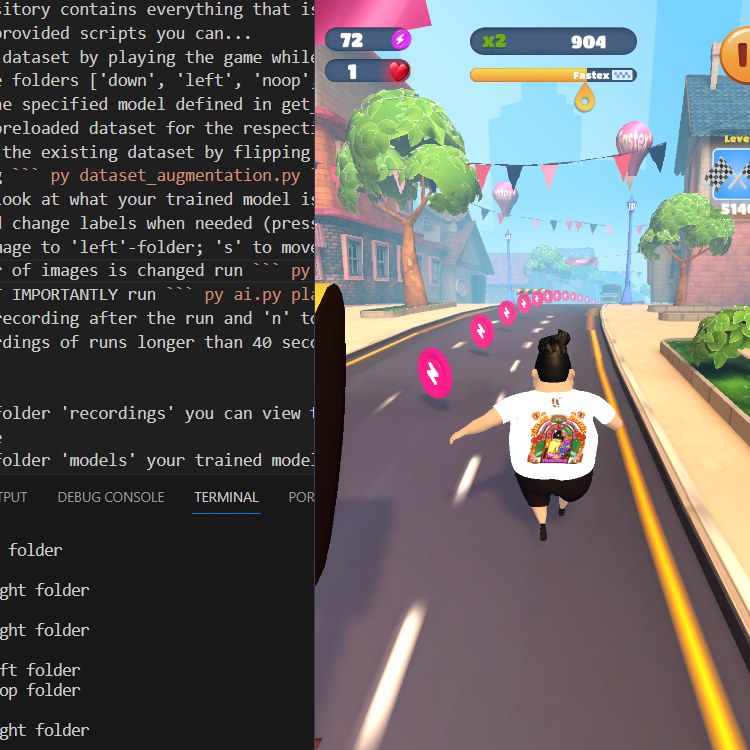 sitory contains everything that is
provided scripts you can...
dataset by playing the game while
e folders ['down', 'left', 'noop',
he specified model defined in get_
preloaded dataset for the respecti
the existing dataset by flipping
g ``` py dataset_augmentation.py `
look at what your trained model is
d change labels when needed (press
mage to 'left'-folder; 's' to move
r of images is changed run ``` py
T IMPORTANTLY run ``` py ai.py pla
recording after the run and 'n' to
rdings of runs longer than 40 seco
folder 'recordings' you can view t
e
folder 'models' your trained model
TPUT DEBUG CONSOLE TERMINAL POR
folder
ght folder
ght folder
ft folder
op folder
ght folder
72
1
x2 904
Fastex
Fastex
Level
5140